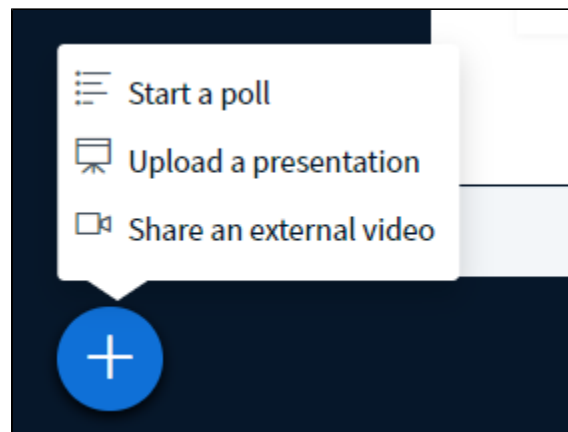 Start a poll
Upload a presentation
Share an external video